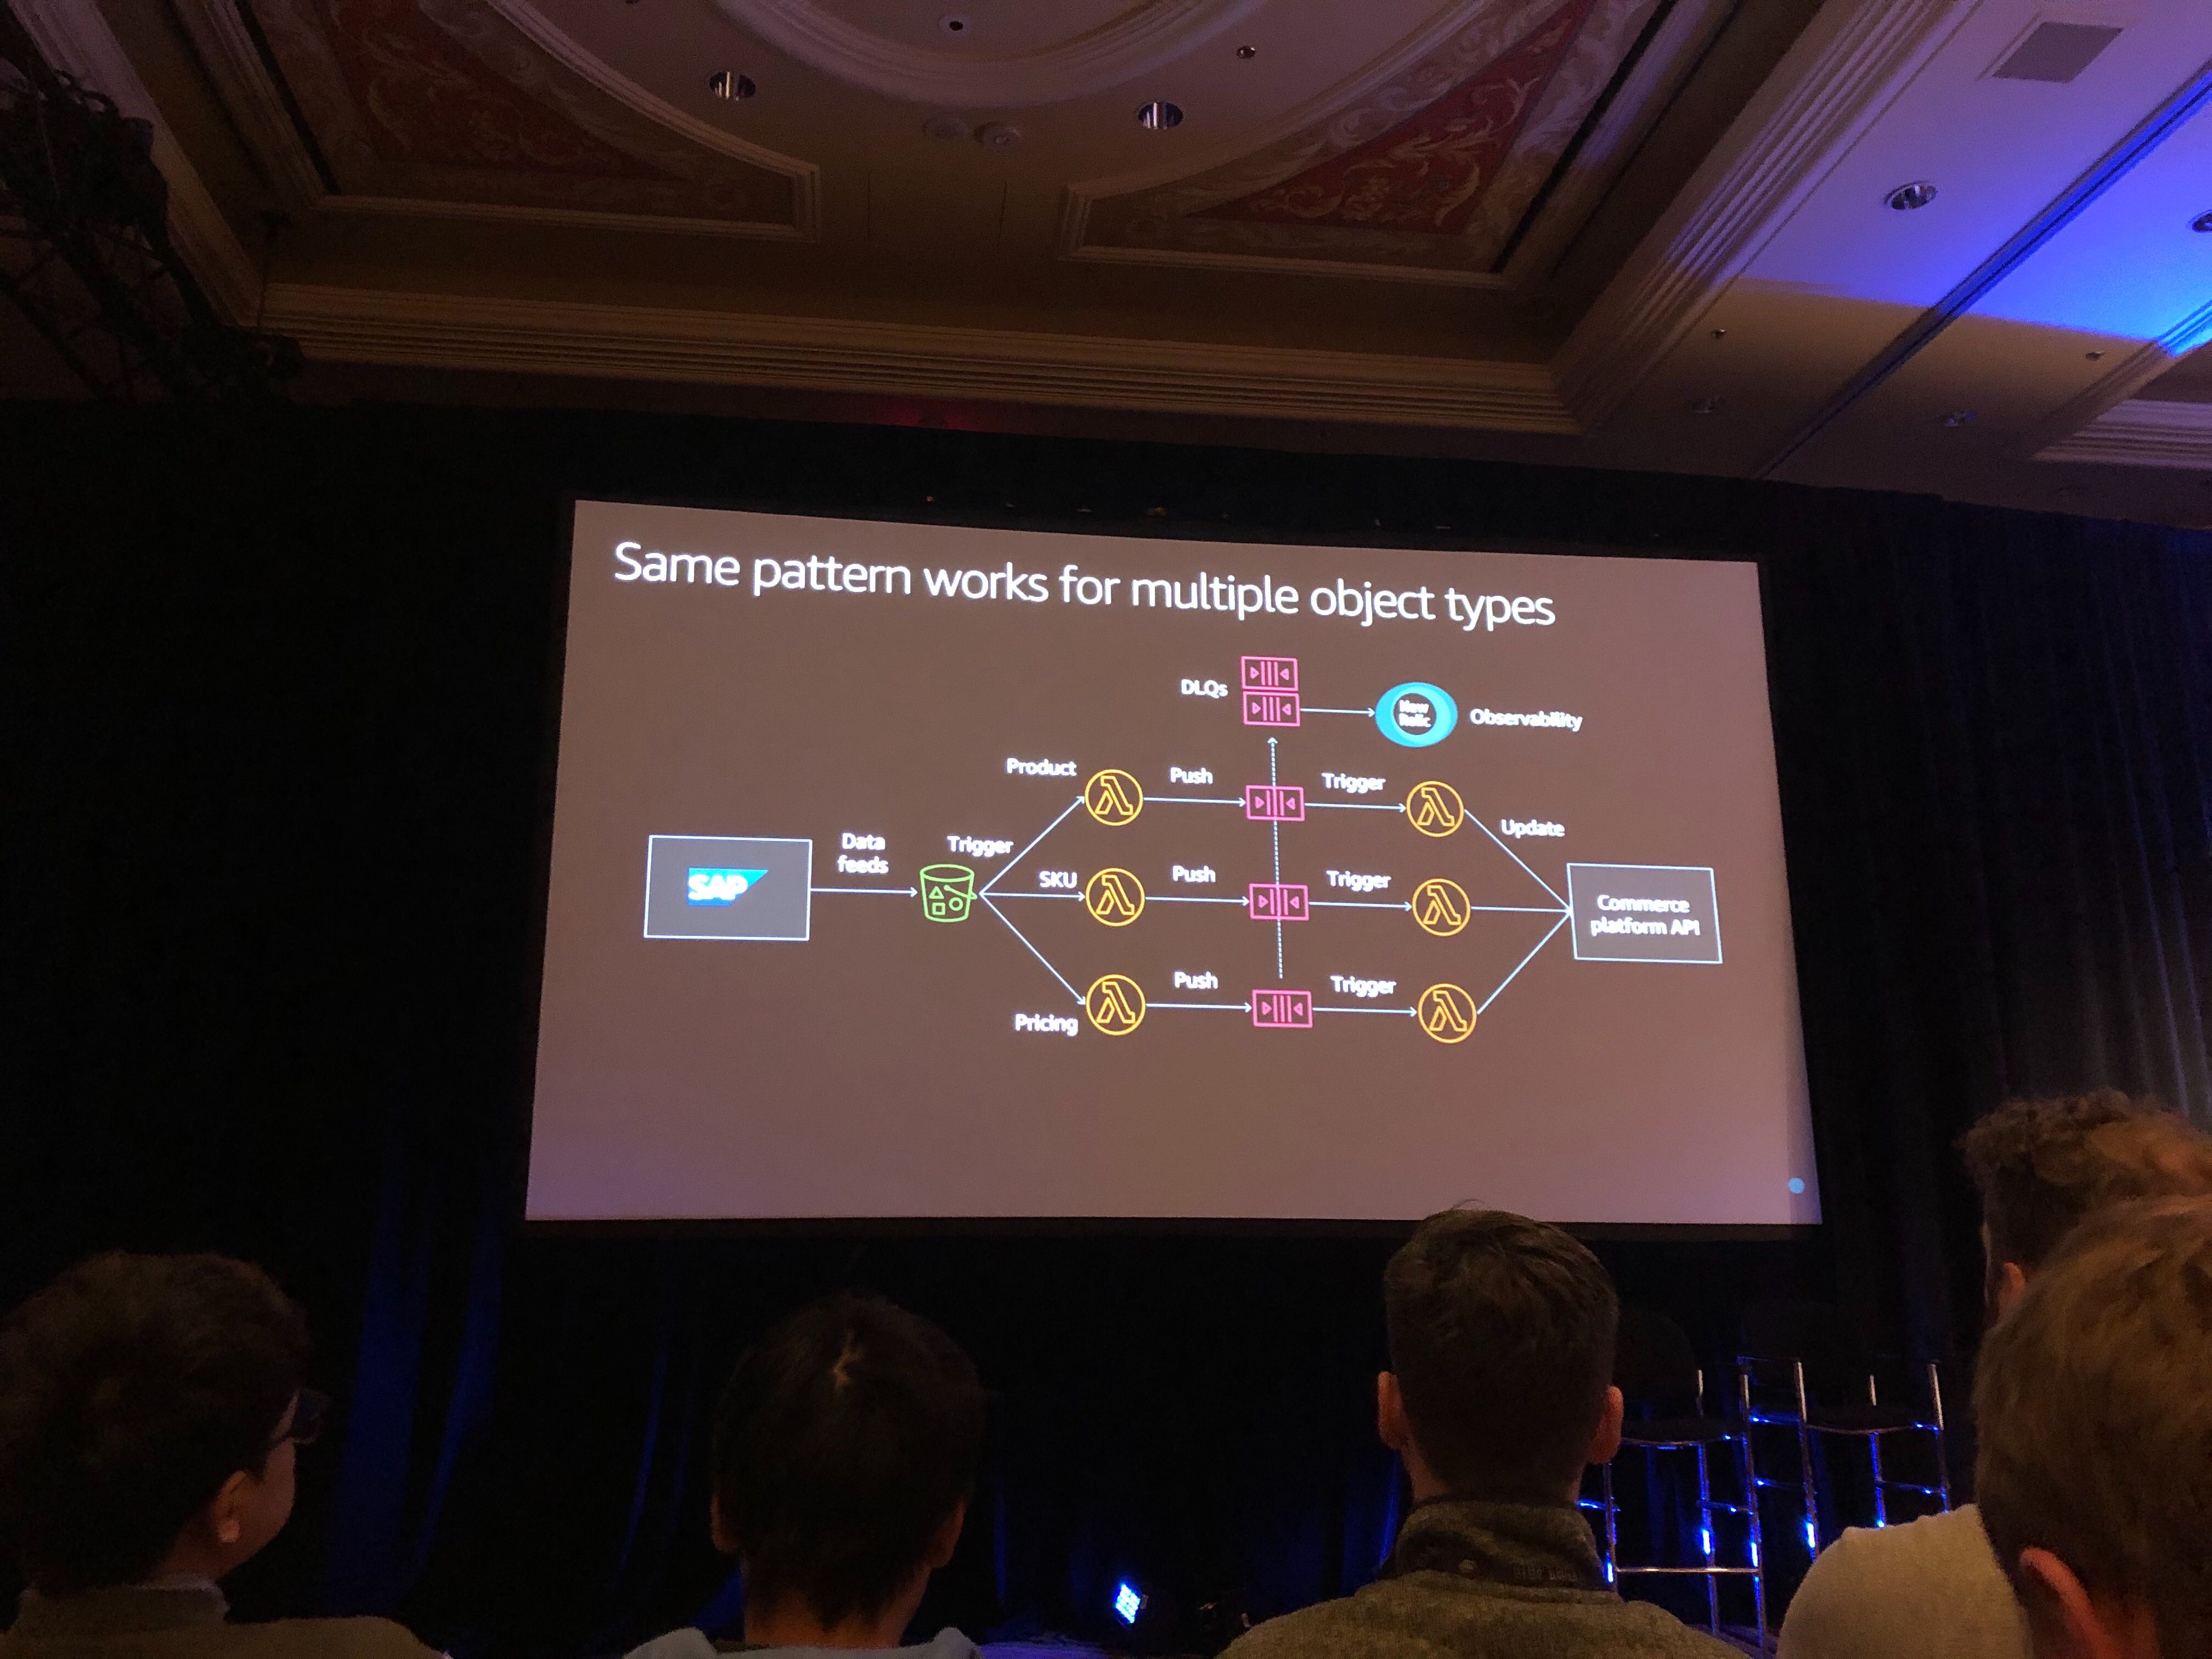 Same pattern works for multiple object types
DLQs
New
Relic
Observability
Product
Push
Trigger
Update
Data
feeds
Trigger
SAP
SKU
Push
Trigger
Commerce
platform API
Pricing
Push
Trigger